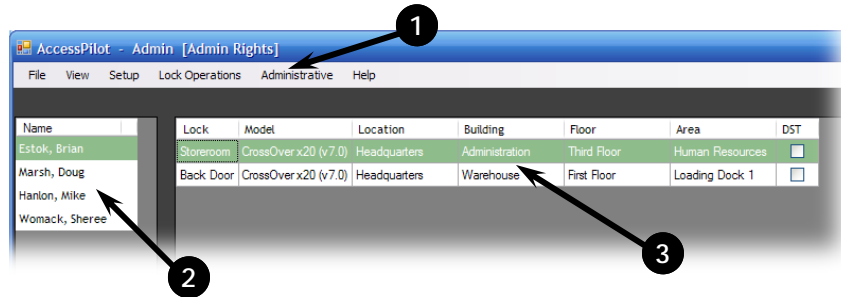 1
AccessPilot - Admin [Admin Rights]
File View Setup Lock Operations Administrative Help
Name
Estok, Brian
Marsh, Doug
Hanlon, Mike
Womack, Sheree
Lock Model Location Building Floor Area DST
Storeroom CrossOver x20 (v7.0) Headquarters Administration Third Floor Human Resources
Back Door CrossOver x20 (v7.0) Headquarters Warehouse First Floor Loading Dock 1
2
3